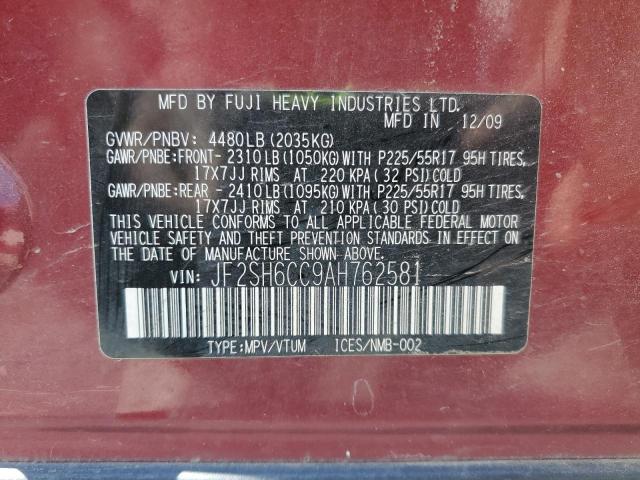 MFD BY FUJI HEAVY INDUSTRIES LTD.
MFD IN 12/09
GVWR/PNBV: 4480LB(2035KG)
GAWR/PNBE:FRONT- 2310LB(1050KG)WITH P225/55R17 95H TIRES,
17X7JJ RIMS AT 220 KPA(32 PSI)COLD
GAWR/PNBE:REAR - 2410LB(1095KG)WITH P225/55R17 95H TIRES,
17X7JJ RIMS AT 210 KPA(30 PSI)COLD
THIS VEHICLE CONFORMS TO ALL APPLICABLE FEDERAL MOTOR
VEHICLE SAFETY AND THEFT PREVENTION STANDARDS IN EFFECT
ON THE DATE OF MANUFACTURE SHOWN ABOVE.
VIN: JF2SH6CC9AH762581
TYPE:MPV/VTUM ICES/NMB-002